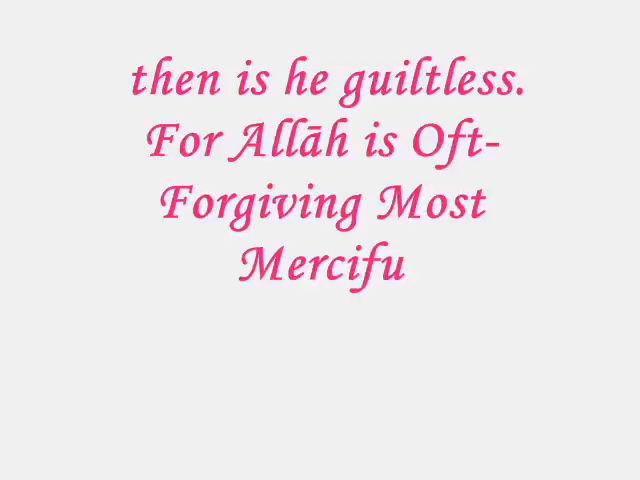 then is he guiltless.
For Allāh is Oft-
Forgiving Most
Mercifu